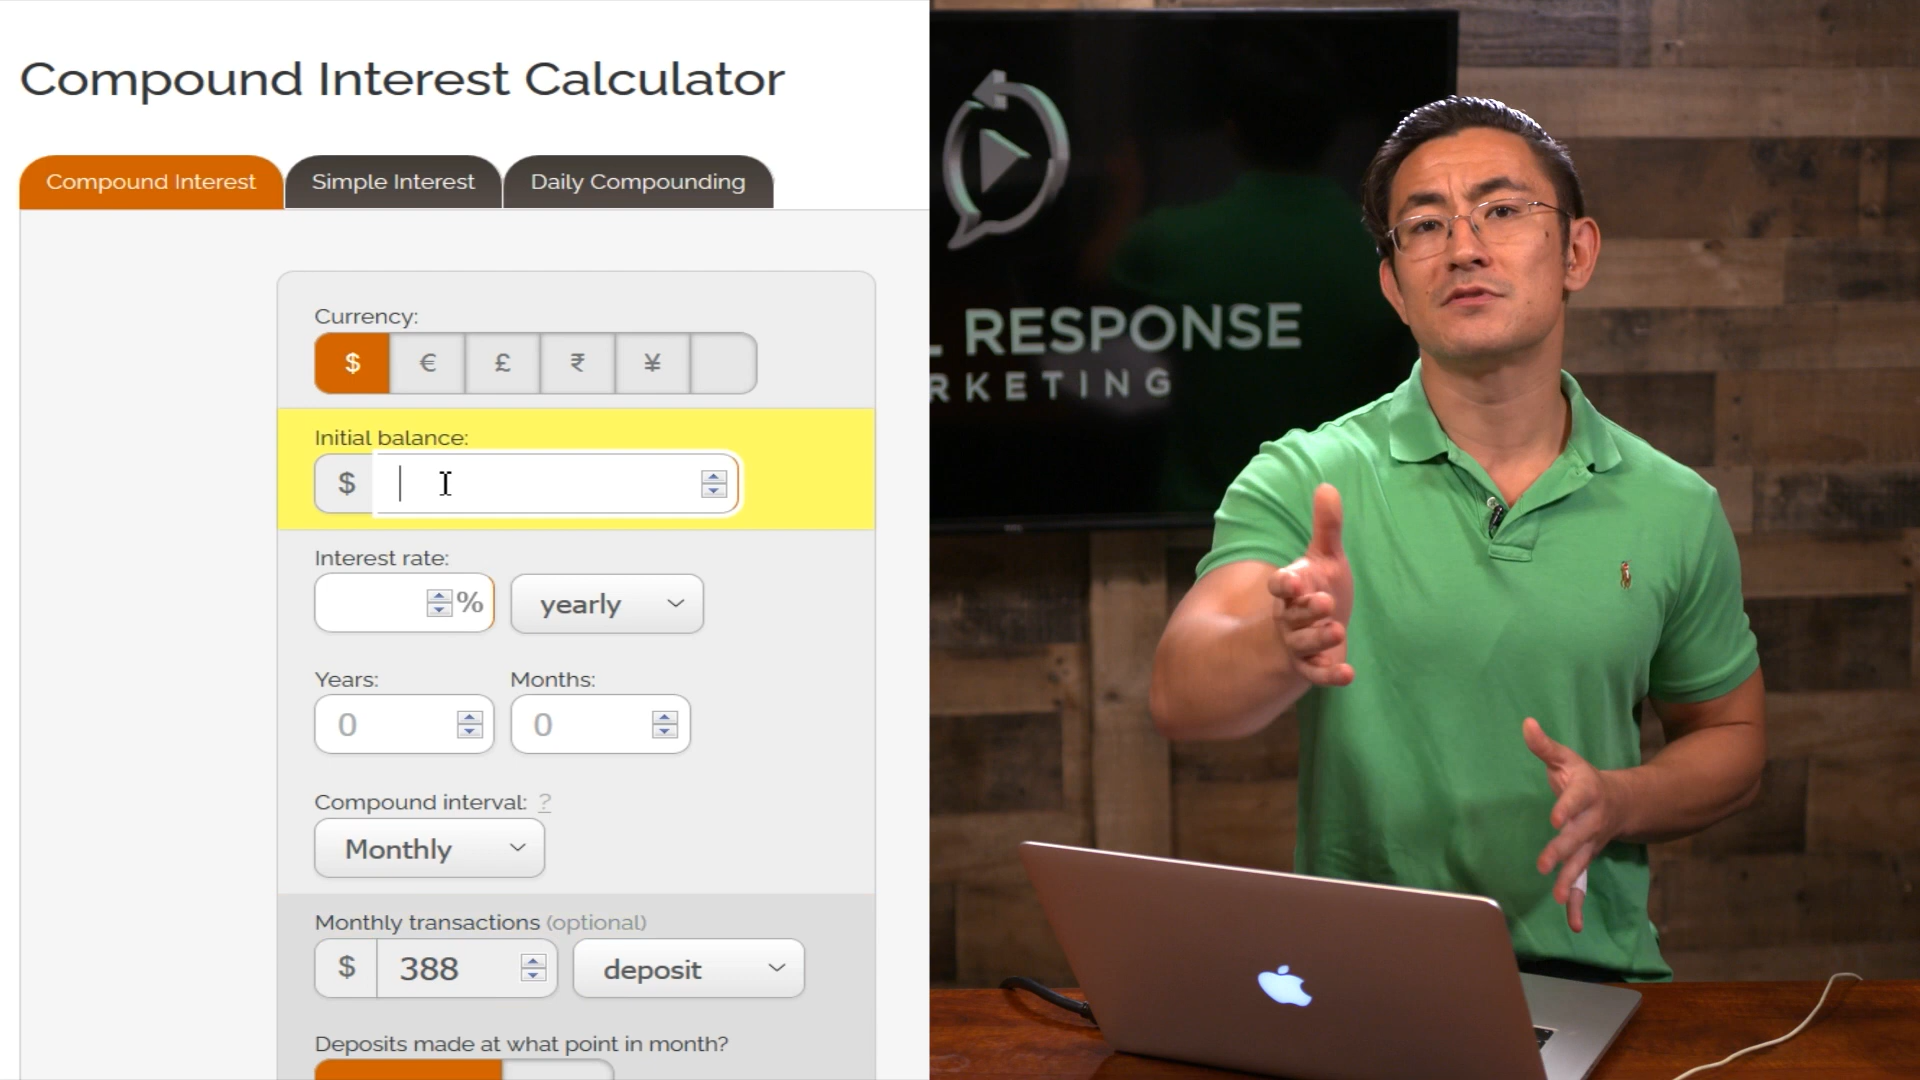 Compound Interest Calculator
Compound Interest
Simple Interest
Daily Compounding
Currency:
$ € £ ₹ ¥
Initial balance:
$
Interest rate:
%
yearly
Years:
Months:
0
0
Compound interval: ?
Monthly
Monthly transactions (optional)
$ 388
deposit
Deposits made at what point in month?
RESPONSE
RKETING